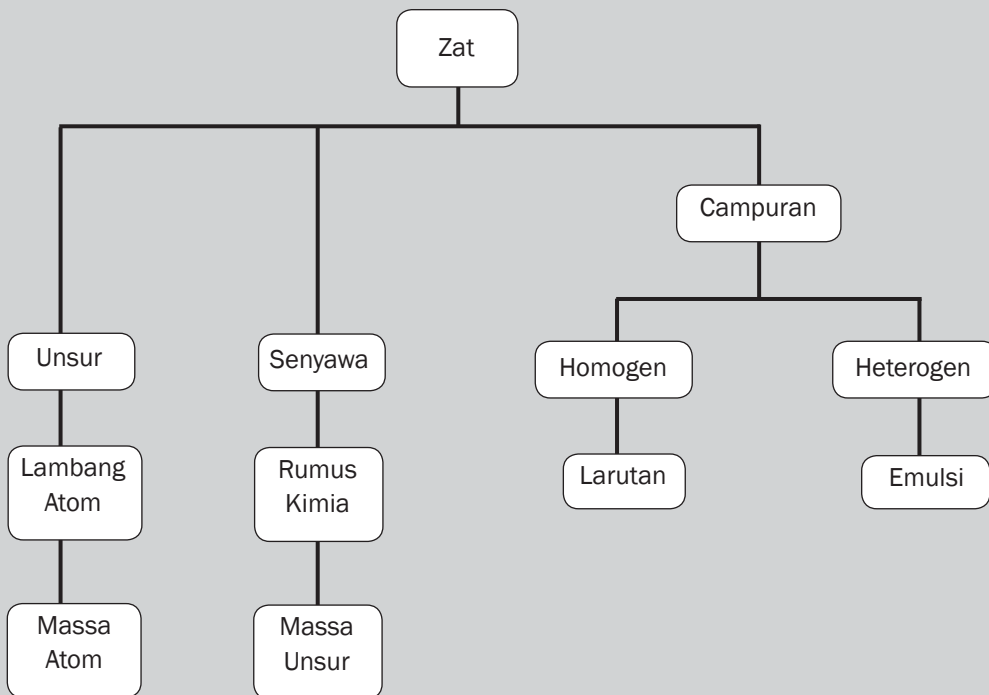 Zat
Campuran
Unsur
Senyawa
Homogen
Heterogen
Lambang
Atom
Rumus
Kimia
Larutan
Emulsi
Massa
Atom
Massa
Unsur